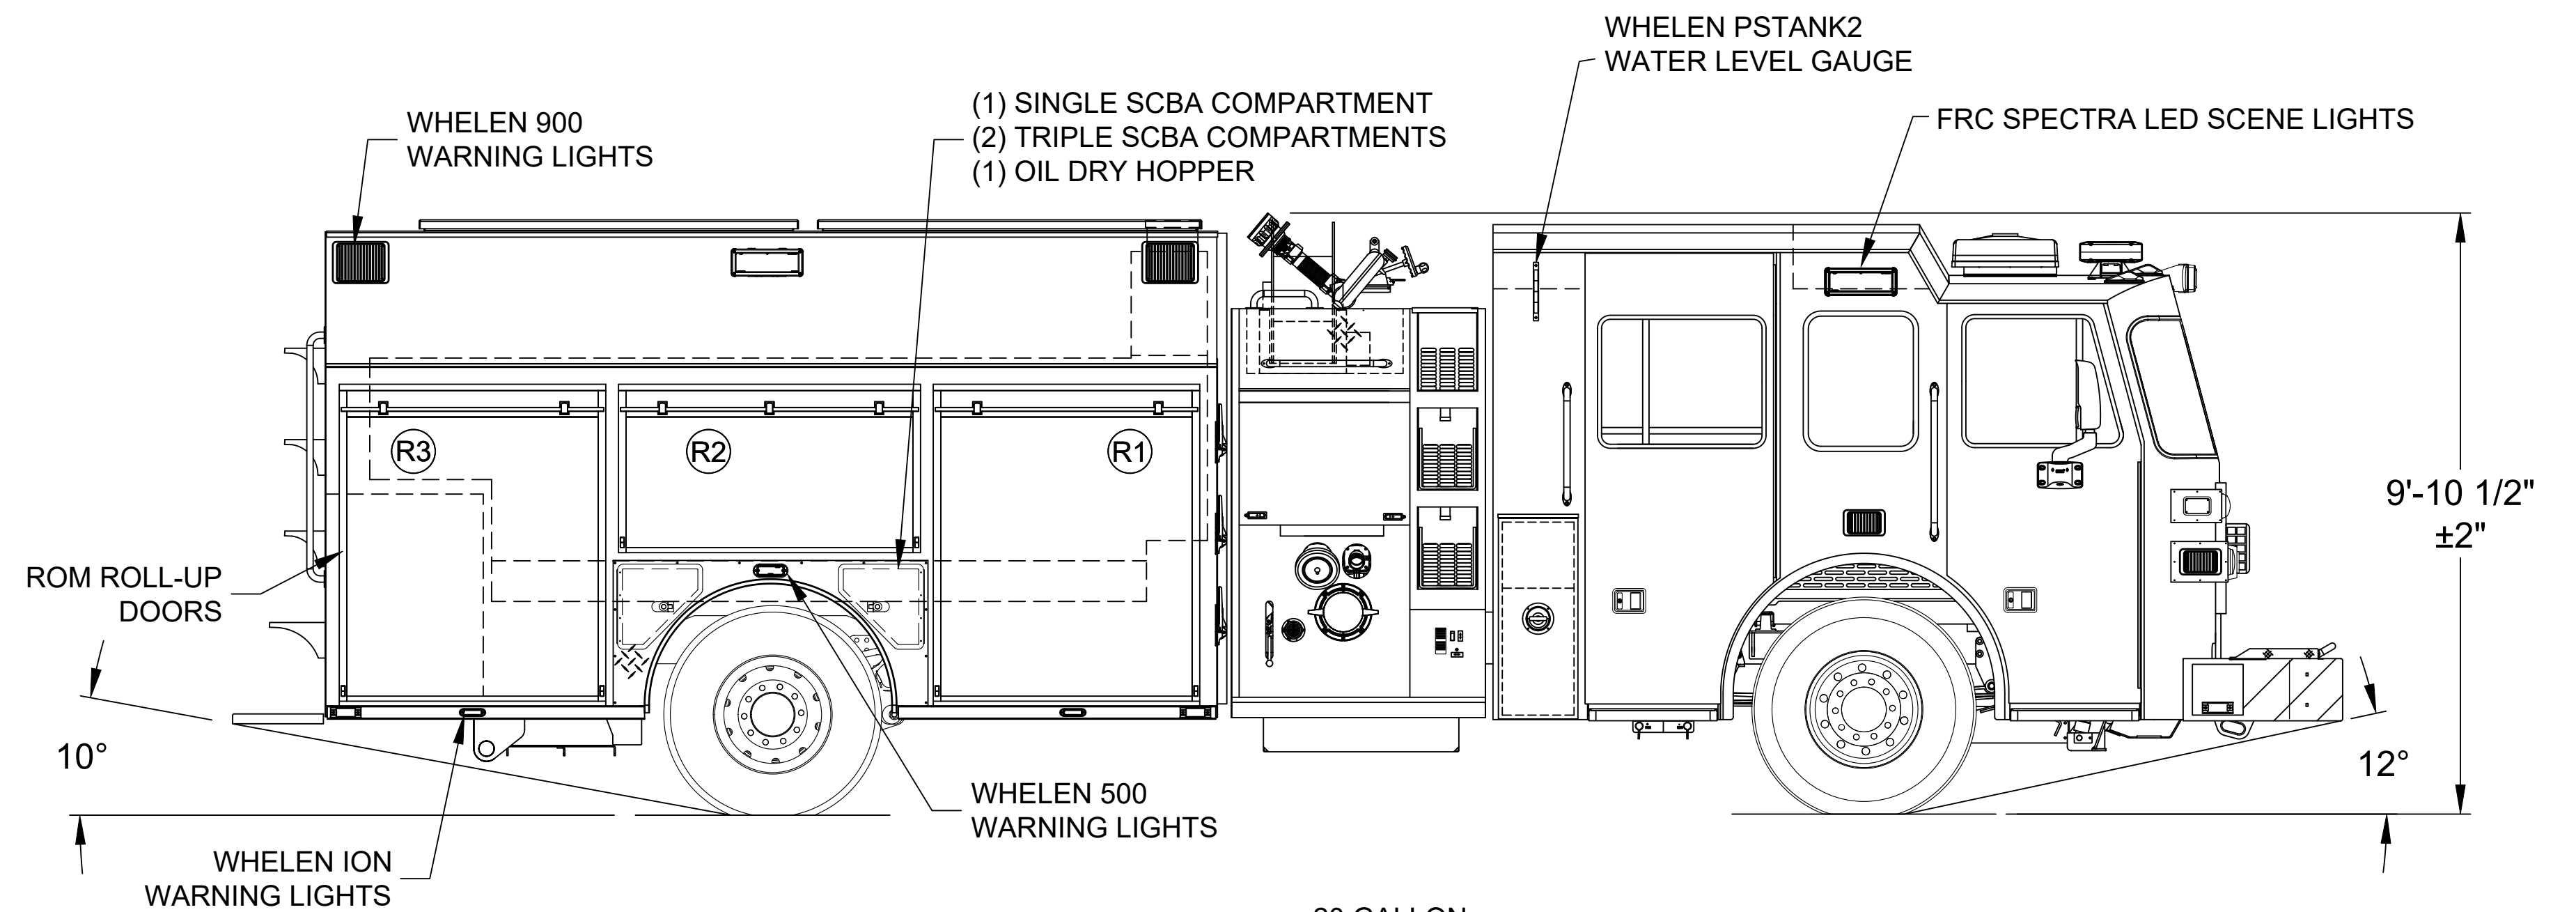 WHELEN PSTANK2
WATER LEVEL GAUGE
(1) SINGLE SCBA COMPARTMENT
(2) TRIPLE SCBA COMPARTMENTS
(1) OIL DRY HOPPER
WHELEN 900
WARNING LIGHTS
FRC SPECTRA LED SCENE LIGHTS
R3
R2
R1
9'-10 1/2"
±2"
ROM ROLL-UP
DOORS
10°
12°
WHELEN 500
WARNING LIGHTS
WHELEN ION
WARNING LIGHTS
GALLON